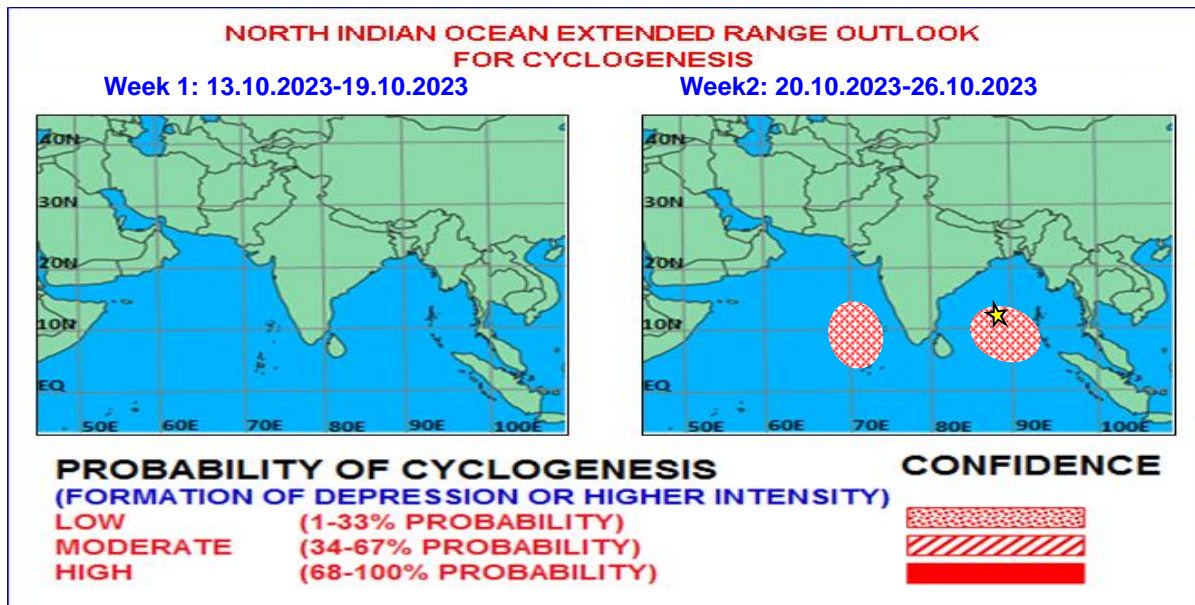 NORTH INDIAN OCEAN EXTENDED RANGE OUTLOOK
FOR CYCLOGENESIS
Week 1: 13.10.2023-19.10.2023
Week2: 20.10.2023-26.10.2023
40N
30N
20N
10N
EQ
50E 60E 70E 80E 90E 100E
40N
30N
20N
10N
EQ
50E 60E 70E 80E 90E 100E
PROBABILITY OF CYCLOGENESIS
CONFIDENCE
(FORMATION OF DEPRESSION OR HIGHER INTENSITY)
LOW (1-33% PROBABILITY)
MODERATE (34-67% PROBABILITY)
HIGH (68-100% PROBABILITY)